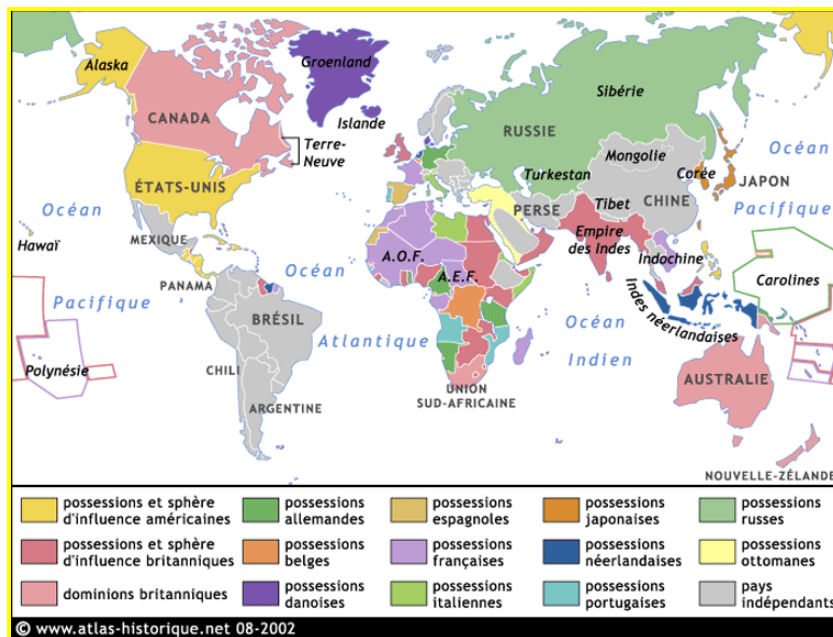 Alaska
Groenland
CANADA
Islande
Terre-
Neuve
ÉTATS-UNIS
Océan
Hawaï
MEXIQUE
Pacifique
PANAMA
Océan
Atlantique
BRÉSIL
Polynésie
CHILI
ARGENTINE
RUSSIE
Sibérie
Turkestan
Mongolie
Corée
JAPON
Océan
Pacifique
PERSE
Tibet
CHINE
Empire
des Indes
Indochine
A.O.F.
A.E.F.
Carolines
Indes néerlandaises
Océan
Indien
UNION
SUD-AFRICAINE
AUSTRALIE
NOUVELLE-ZÉLANDE
possessions et sphère
d'influence américaines
possessions
allemandes
possessions
espagnoles
possessions
japonaises
possessions
russes
possessions et sphère
d'influence britanniques
possessions
belges
possessions
françaises
possessions
néerlandaises
possessions
ottomanes
dominions britanniques
possessions
danoises
possessions
italiennes
possessions
portugaises
pays
indépendants
© www.atlas-historique.net 08-2002